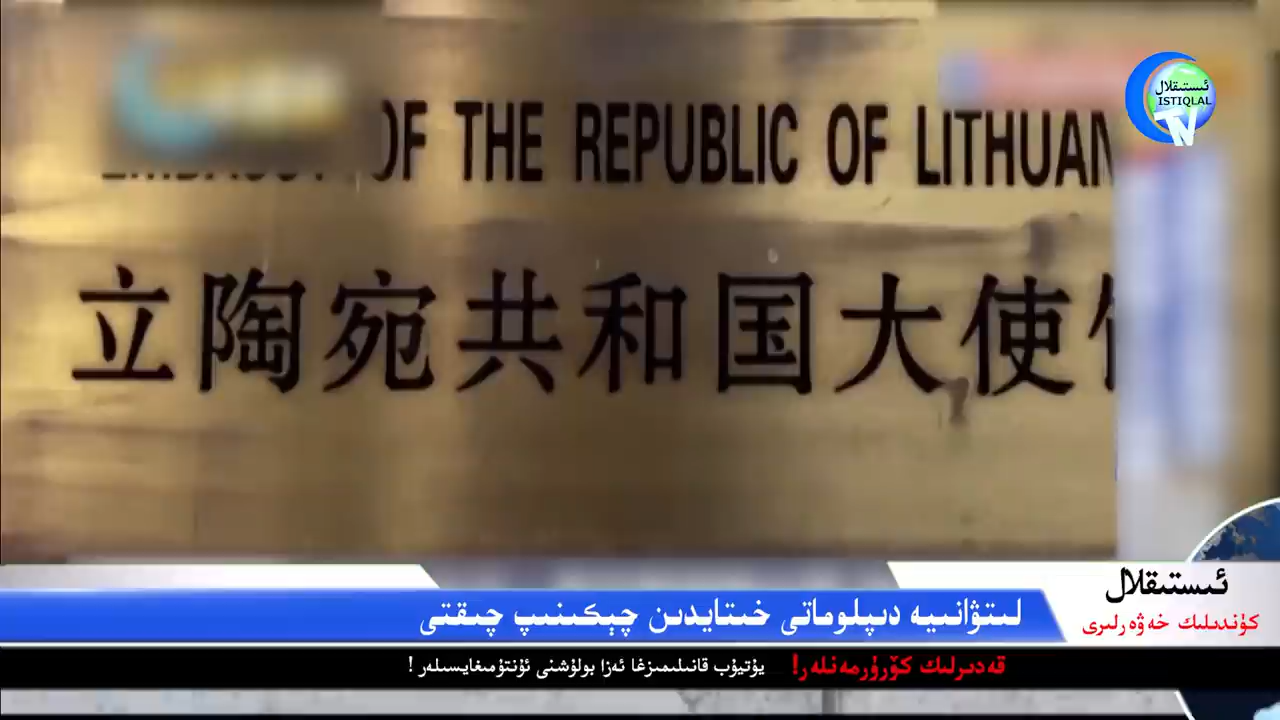 ئىستىقلال
ISTIQLAL
TV
OF THE REPUBLIC OF LITHUAN
立陶宛共和国大使
ئىستىقلال
كۈندىلىك خەۋەرلىرى
لىتۋانىيە دىپلوماتى خىتايدىن چېكىنىپ چىقتى
قەدىرلىك كۆرۈرمەنلەر! يۇتيۇب قانىلىمىزغا ئەزا بولۇشنى ئۇنتۇمىغايسىلەر !